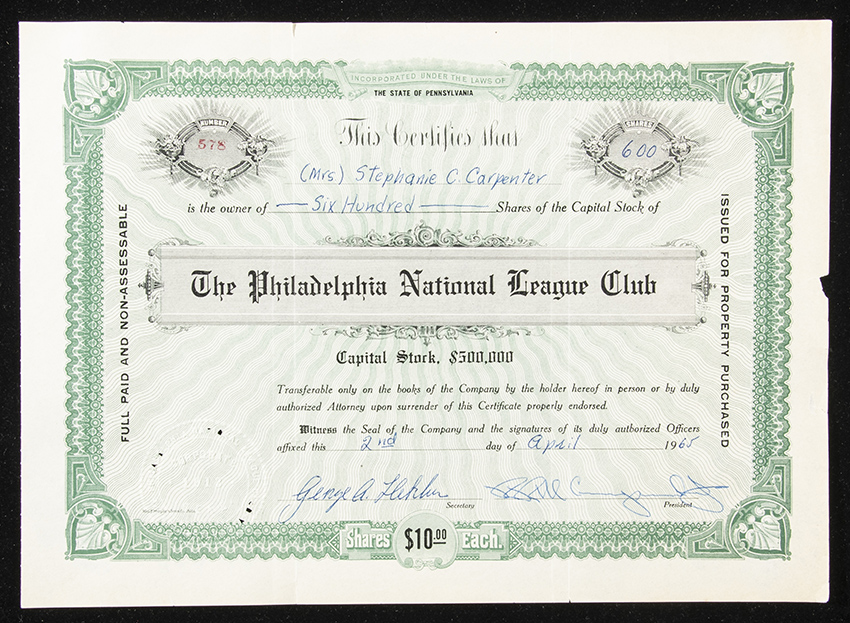 INCORPORATED UNDER THE LAWS OF
THE STATE OF PENNSYLVANIA
NUMBER
578
This Certifies that
SHARES
600
(Mrs) Stephanie C. Carpenter
is the owner of Six Hundred Shares of the Capital Stock of
FULL PAID AND NON-ASSESSABLE
ISSUED FOR PROPERTY PURCHASED
The Philadelphia National League Club
Capital Stock, $500,000
Transferable only on the books of the Company by the holder hereof in person or by duly
authorized Attorney upon surrender of this Certificate properly endorsed.
Witness the Seal of the Company and the signatures of its duly authorized Officers
affixed this 2nd day of April 1965
George A.
Secretary
President
Shares $10.00 Each.